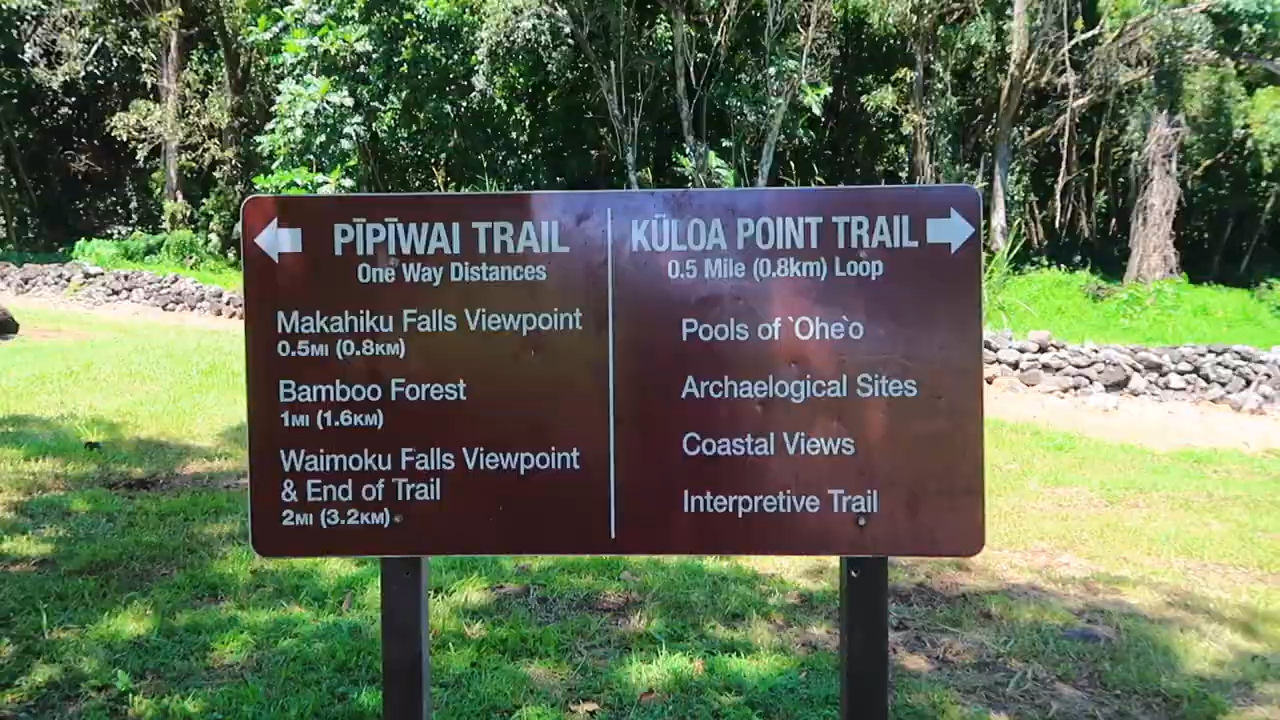 PĪPĪWAI TRAIL
One Way Distances
Makahiku Falls Viewpoint
0.5MI (0.8KM)
Bamboo Forest
1MI (1.6KM)
Waimoku Falls Viewpoint
& End of Trail
2MI (3.2KM)
KŪLOA POINT TRAIL
0.5 Mile (0.8km) Loop
Pools of `Ohe`o
Archaelogical Sites
Coastal Views
Interpretive Trail